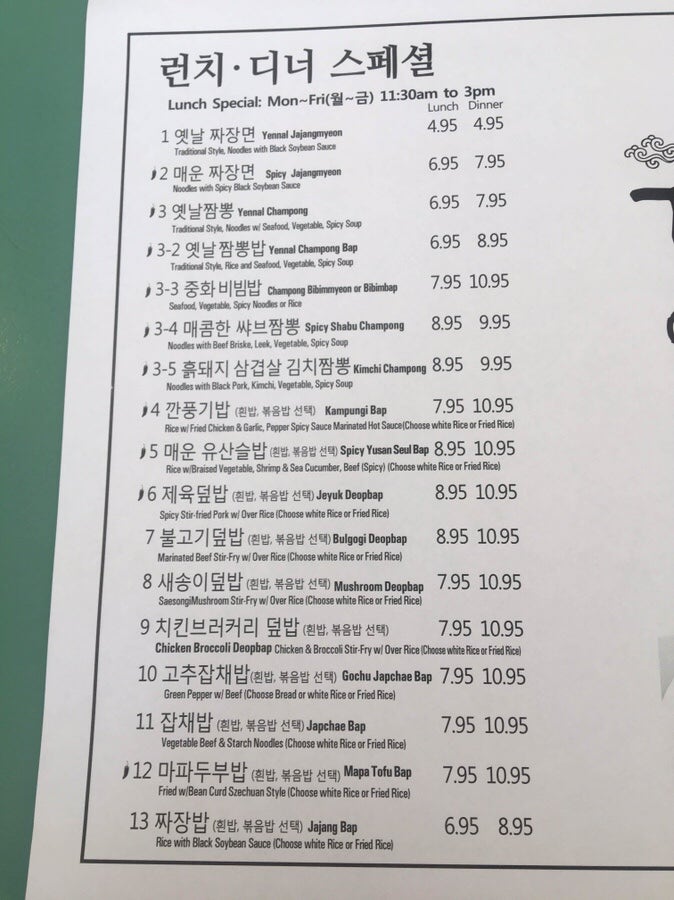 런치·디너 스페셜
Lunch Special: Mon~Fri(월~금) 11:30am to 3pm
Lunch Dinner
1 옛날 짜장면 Yennal Jajangmyeon 4.95 4.95
Traditional Style, Noodles with Black Soybean Sauce
2 매운 짜장면 Spicy Jajangmyeon 6.95 7.95
Noodles with Spicy Black Soybean Sauce
3 옛날짬뽕 Yennal Champong 6.95 7.95
Traditional Style, Noodles w/ Seafood, Vegetable, Spicy Soup
3-2 옛날짬뽕밥 Yennal Champong Bap 6.95 8.95
Traditional Style, Rice and Seafood, Vegetable, Spicy Soup
3-3 중화비빔밥 Champong Bibimmyeon or Bibimbap 7.95 10.95
Seafood, Vegetable, Spicy Noodles or Rice
3-4 매콤한 쌰브짬뽕 Spicy Shabu Champong 8.95 9.95
Noodles with Beef Briske, Leek, Vegetable, Spicy Soup
3-5 흙돼지 삼겹살 김치짬뽕 Kimchi Champong 8.95 9.95
Noodles with Black Pork, Kimchi, Vegetable, Spicy Soup
4 깐풍기밥 (흰밥, 볶음밥 선택) Kampungi Bap 7.95 10.95
Rice w/ Fried Chicken & Garlic, Pepper Spicy Sauce Marinated Hot Sauce(Choose white Rice or Fried Rice)
5 매운 유산슬밥 (흰밥, 볶음밥 선택) Spicy Yusan Seul Bap 8.95 10.95
Rice w/Braised Vegetable, Shrimp & Sea Cucumber, Beef (Spicy) (Choose white Rice or Fried Rice)
6 제육덮밥 (흰밥, 볶음밥 선택) Jeyuk Deopbap 8.95 10.95
Spicy Stir-fried Pork w/ Over Rice (Choose white Rice or Fried Rice)
7 불고기덮밥 (흰밥, 볶음밥 선택) Bulgogi Deopbap 8.95 10.95
Marinated Beef Stir-Fry w/ Over Rice (Choose white Rice or Fried Rice)
8 새송이덮밥 (흰밥, 볶음밥 선택) Mushroom Deopbap 7.95 10.95
SaesongiMushroom Stir-Fry w/ Over Rice (Choose white Rice or Fried Rice)
9 치킨브러커리 덮밥 (흰밥, 볶음밥 선택) 7.95 10.95
Chicken Broccoli Deopbap Chicken & Broccoli Stir-Fry w/ Over Rice (Choose white Rice or Fried Rice)
10 고추잡채밥(흰밥, 볶음밥 선택) Gochu Japchae Bap 7.95 10.95
Green Pepper w/ Beef (Choose Bread or white Rice or Fried Rice)
11 잡채밥 (흰밥, 볶음밥 선택) Japchae Bap 7.95 10.95
Vegetable Beef & Starch Noodles (Choose white Rice or Fried Rice)
12 마파두부밥 (흰밥, 볶음밥 선택) Mapa Tofu Bap 7.95 10.95
Fried w/Bean Curd Szechuan Style (Choose white Rice or Fried Rice)
13 짜장밥 (흰밥, 볶음밥 선택) Jajang Bap 6.95 8.95
Rice with Black Soybean Sauce (Choose white Rice or Fried Rice)